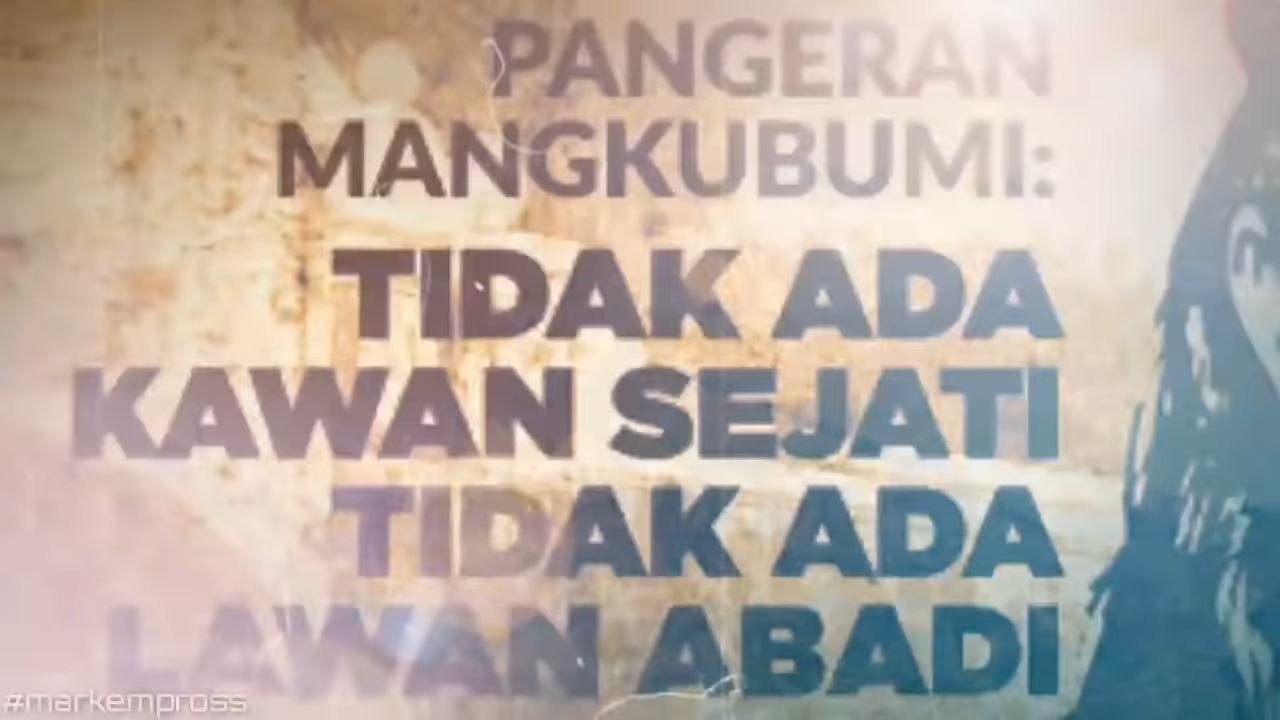 PANGERAN
MANGKUBUMI:
TIDAK ADA
KAWAN SEJATI
TIDAK ADA
LAWAN ABADI
#markempross